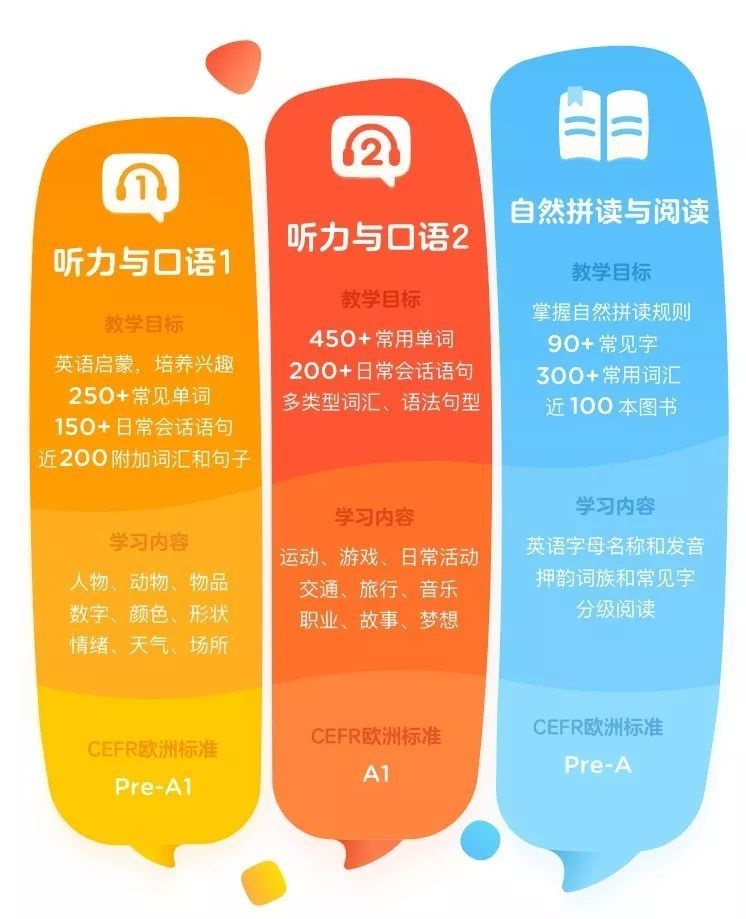 1
听力与口语1
教学目标
英语启蒙，培养兴趣
250+常见单词
150+日常会话语句
近200附加词汇和句子
学习内容
人物、动物、物品
数字、颜色、形状
情绪、天气、场所
CEFR欧洲标准
Pre-A1
2
听力与口语2
教学目标
450+常用单词
200+日常会话语句
多类型词汇、语法句型
学习内容
运动、游戏、日常活动
交通、旅行、音乐
职业、故事、梦想
CEFR欧洲标准
A1
自然拼读与阅读
教学目标
掌握自然拼读规则
90+常见字
300+常用词汇
近100本图书
学习内容
英语字母名称和发音
押韵词族和常见字
分级阅读
CEFR欧洲标准
Pre-A